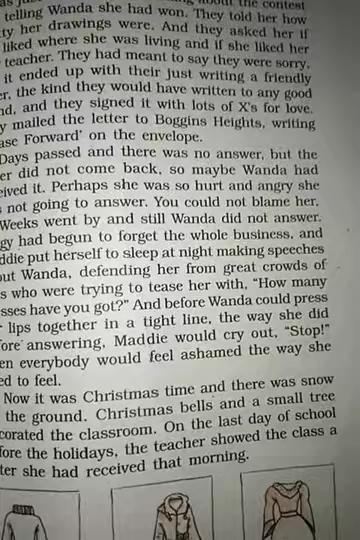 about the contest
telling Wanda she had won. They told her how
ty her drawings were. And they asked her if
liked where she was living and if she liked her
teacher. They had meant to say they were sorry,
it ended up with their just writing a friendly
er, the kind they would have written to any good
nd, and they signed it with lots of X's for love.
y mailed the letter to Boggins Heights, writing
ase Forward' on the envelope.
Days passed and there was no answer, but the
er did not come back, so maybe Wanda had
eived it. Perhaps she was so hurt and angry she
s not going to answer. You could not blame her.
Weeks went by and still Wanda did not answer.
gy had begun to forget the whole business, and
ddie put herself to sleep at night making speeches
out Wanda, defending her from great crowds of
s who were trying to tease her with, “How many
sses have you got?” And before Wanda could press
r lips together in a tight line, the way she did
fore answering, Maddie would cry out, “Stop!”
en everybody would feel ashamed the way she
ed to feel.
Now it was Christmas time and there was snow
the ground. Christmas bells and a small tree
corated the classroom. On the last day of school
fore the holidays, the teacher showed the class a
ter she had received that morning.